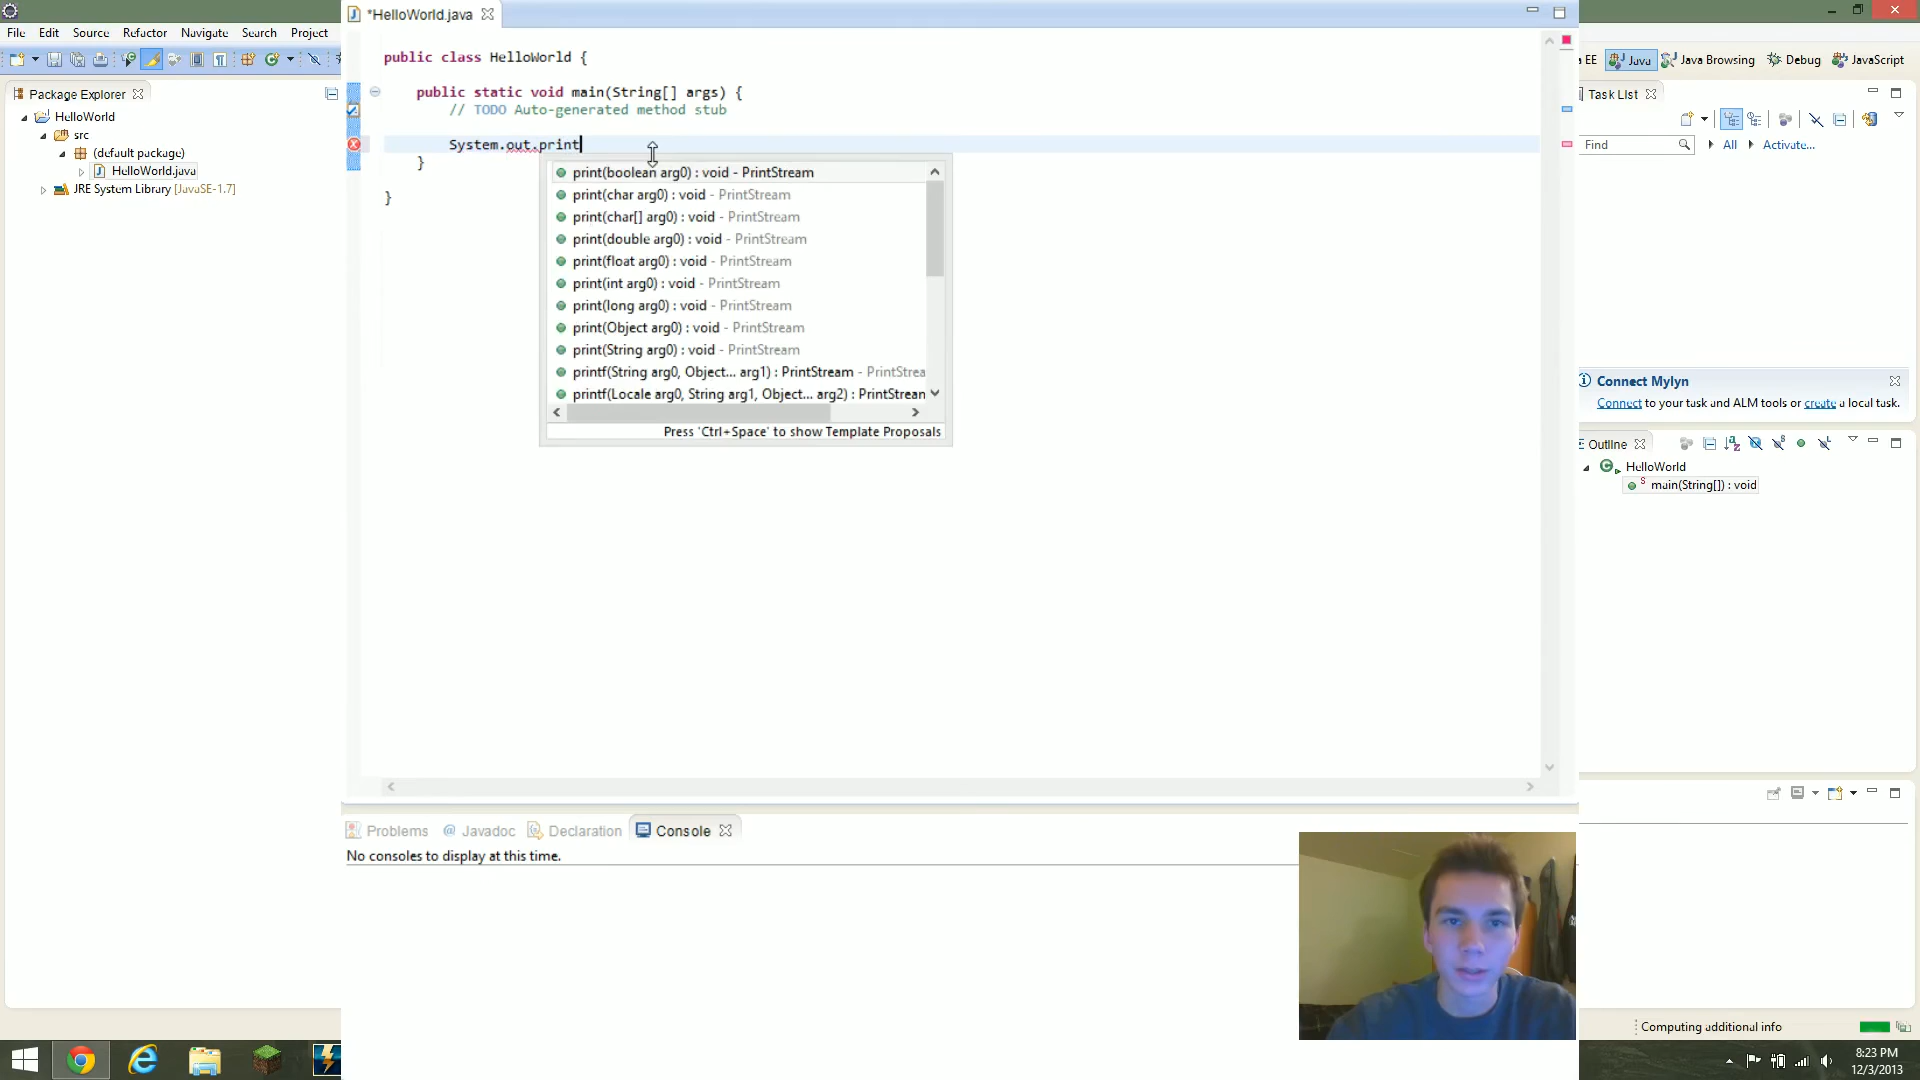 *HelloWorld.java
File Edit Source Refactor Navigate Search Project
EE Java Java Browsing Debug JavaScript
Package Explorer
HelloWorld
src
(default package)
HelloWorld.java
JRE System Library [JavaSE-1.7]
public class HelloWorld {
public static void main(String[] args) {
// TODO Auto-generated method stub
System.out.print
}
}
print(boolean arg0) : void - PrintStream
print(char arg0) : void - PrintStream
print(char[] arg0) : void - PrintStream
print(double arg0) : void - PrintStream
print(float arg0) : void - PrintStream
print(int arg0) : void - PrintStream
print(long arg0) : void - PrintStream
print(Object arg0) : void - PrintStream
print(String arg0) : void - PrintStream
printf(String arg0, Object... arg1) : PrintStream - PrintStrea
printf(Locale arg0, String arg1, Object... arg2) : PrintStrean
Press 'Ctrl+Space' to show Template Proposals
Task List
Find All Activate...
Connect Mylyn
Connect to your task and ALM tools or create a local task.
Outline
HelloWorld
main(String[]) : void
Problems @ Javadoc Declaration Console
No consoles to display at this time.
Computing additional info
8:23 PM
12/3/2013